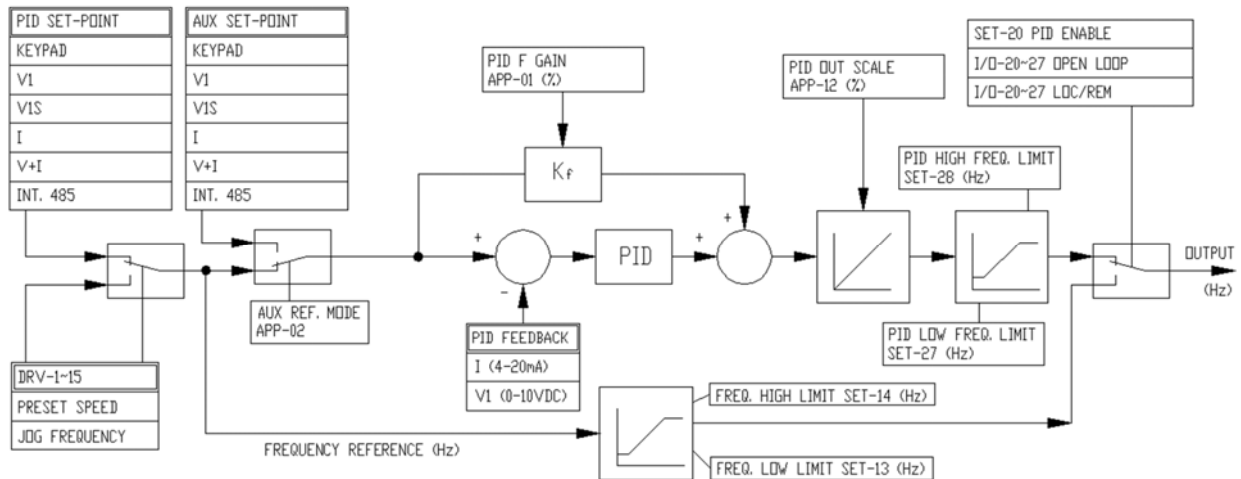 PID SET-POINT
KEYPAD
V1
V1S
I
V+I
INT. 485
AUX SET-POINT
KEYPAD
V1
V1S
I
V+I
INT. 485
PID F GAIN
APP-01 (%)
Kf
PID OUT SCALE
APP-12 (%)
SET-20 PID ENABLE
I/O-20~27 OPEN LOOP
I/O-20~27 LOC/REM
PID HIGH FREQ. LIMIT
SET-28 (Hz)
+
+
+
PID
-
OUTPUT
(Hz)
AUX REF. MODE
APP-02
PID FEEDBACK
I (4-20mA)
V1 (0-10VDC)
PID LOW FREQ. LIMIT
SET-27 (Hz)
DRV-1~15
PRESET SPEED
JOG FREQUENCY
FREQUENCY REFERENCE (Hz)
FREQ. HIGH LIMIT SET-14 (Hz)
FREQ. LOW LIMIT SET-13 (Hz)